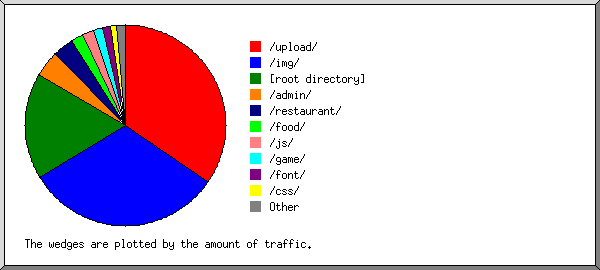 /upload/
/img/
[root directory]
/admin/
/restaurant/
/food/
/js/
/game/
/font/
/css/
Other
The wedges are plotted by the amount of traffic.